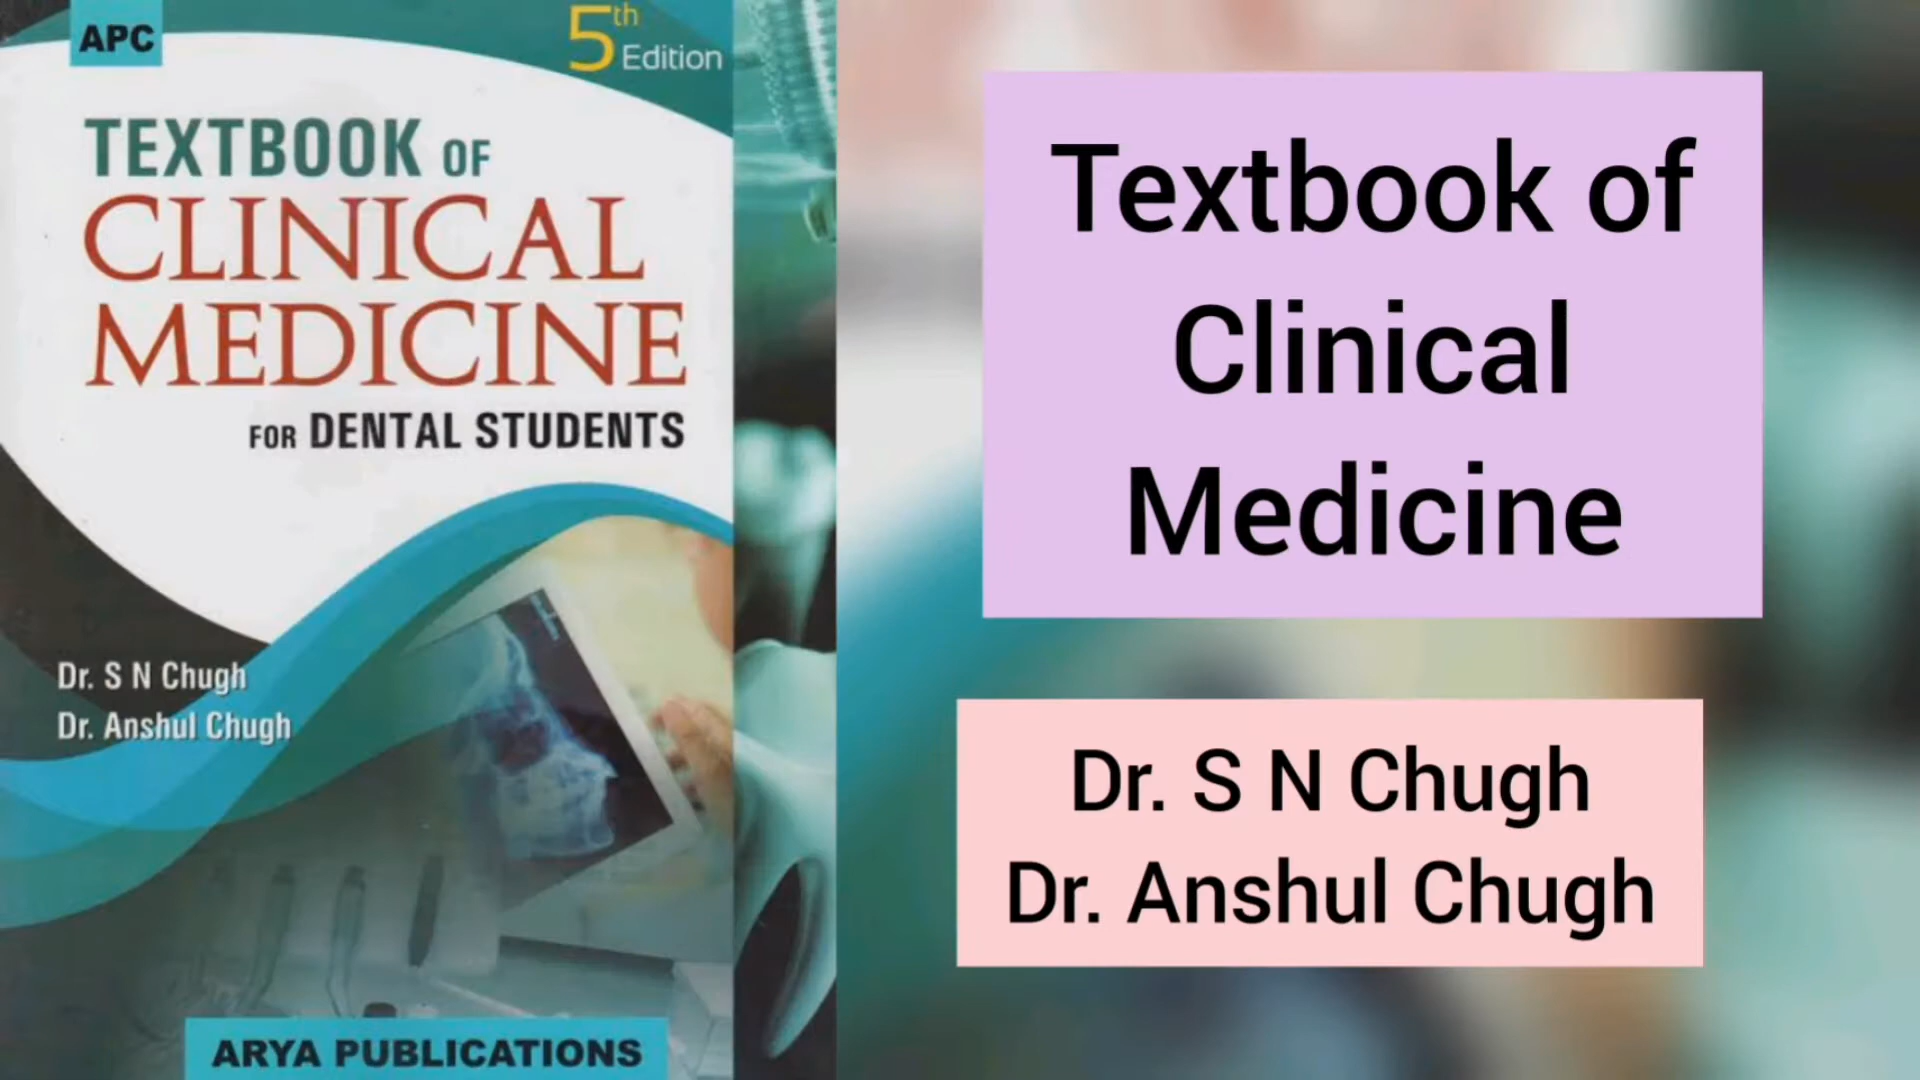 APC
5th Edition
TEXTBOOK OF
CLINICAL
MEDICINE
FOR DENTAL STUDENTS
Dr. S N Chugh
Dr. Anshul Chugh
ARYA PUBLICATIONS
Textbook of
Clinical
Medicine
Dr. S N Chugh
Dr. Anshul Chugh